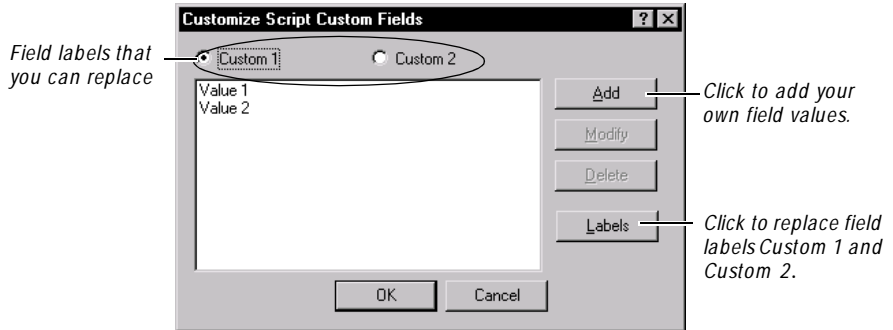 Customize Script Custom Fields
Field labels that
you can replace
Custom 1
Custom 2
Value 1
Value 2
Add
Modify
Delete
Labels
Click to add your
own field values.
Click to replace field
labels Custom 1 and
Custom 2.
OK
Cancel